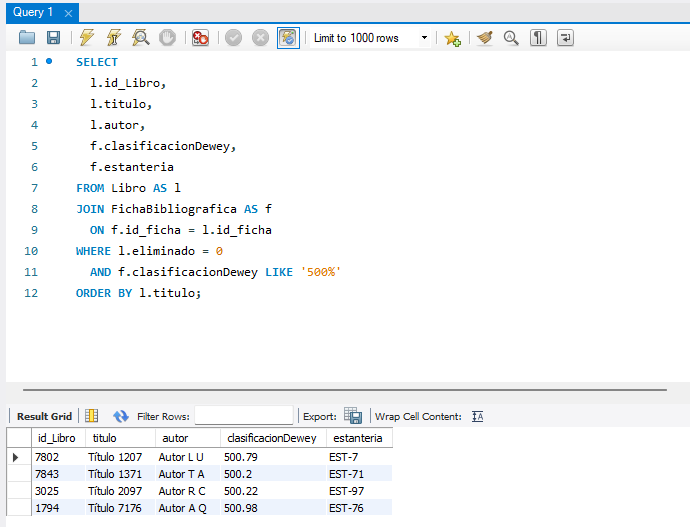 Query 1
Limit to 1000 rows
1 SELECT
2 l.id_Libro,
3 l.titulo,
4 l.autor,
5 f.clasificacionDewey,
6 f.estanteria
7 FROM Libro AS l
8 JOIN FichaBibliografica AS f
9 ON f.id_ficha = l.id_ficha
10 WHERE l.eliminado = 0
11 AND f.clasificacionDewey LIKE '500%'
12 ORDER BY l.titulo;
Result Grid Filter Rows: Export: Wrap Cell Content:
id_Libro titulo autor clasificacionDewey estanteria
7802 Título 1207 Autor L U 500.79 EST-7
7843 Título 1371 Autor T A 500.2 EST-71
3025 Título 2097 Autor R C 500.22 EST-97
1794 Título 7176 Autor A Q 500.98 EST-76